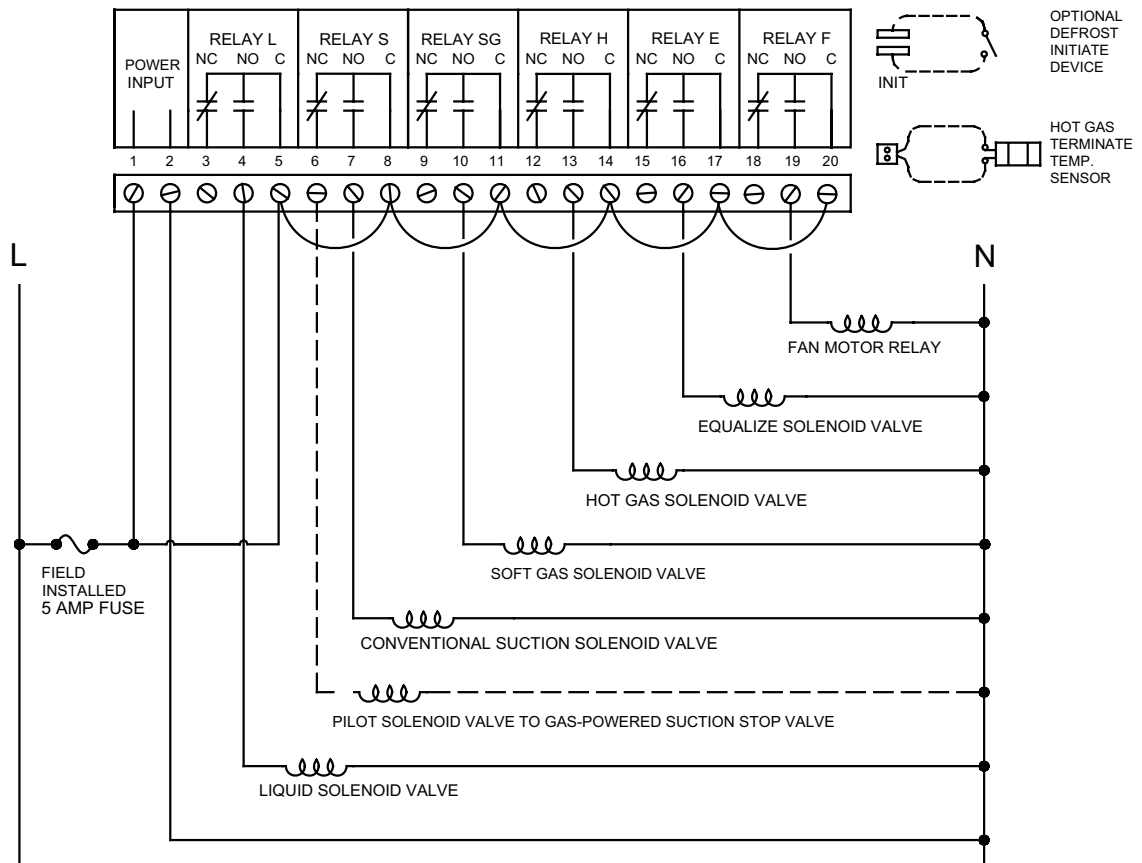 RELAY L RELAY S RELAY SG RELAY H RELAY E RELAY F
POWER
INPUT
NC NO C NC NO C NC NO C NC NO C NC NO C NC NO C
1 2 3 4 5 6 7 8 9 10 11 12 13 14 15 16 17 18 19 20
INIT
OPTIONAL
DEFROST
INITIATE
DEVICE
HOT GAS
TERMINATE
TEMP.
SENSOR
L
N
FAN MOTOR RELAY
EQUALIZE SOLENOID VALVE
HOT GAS SOLENOID VALVE
SOFT GAS SOLENOID VALVE
FIELD
INSTALLED
5 AMP FUSE
CONVENTIONAL SUCTION SOLENOID VALVE
PILOT SOLENOID VALVE TO GAS-POWERED SUCTION STOP VALVE
LIQUID SOLENOID VALVE